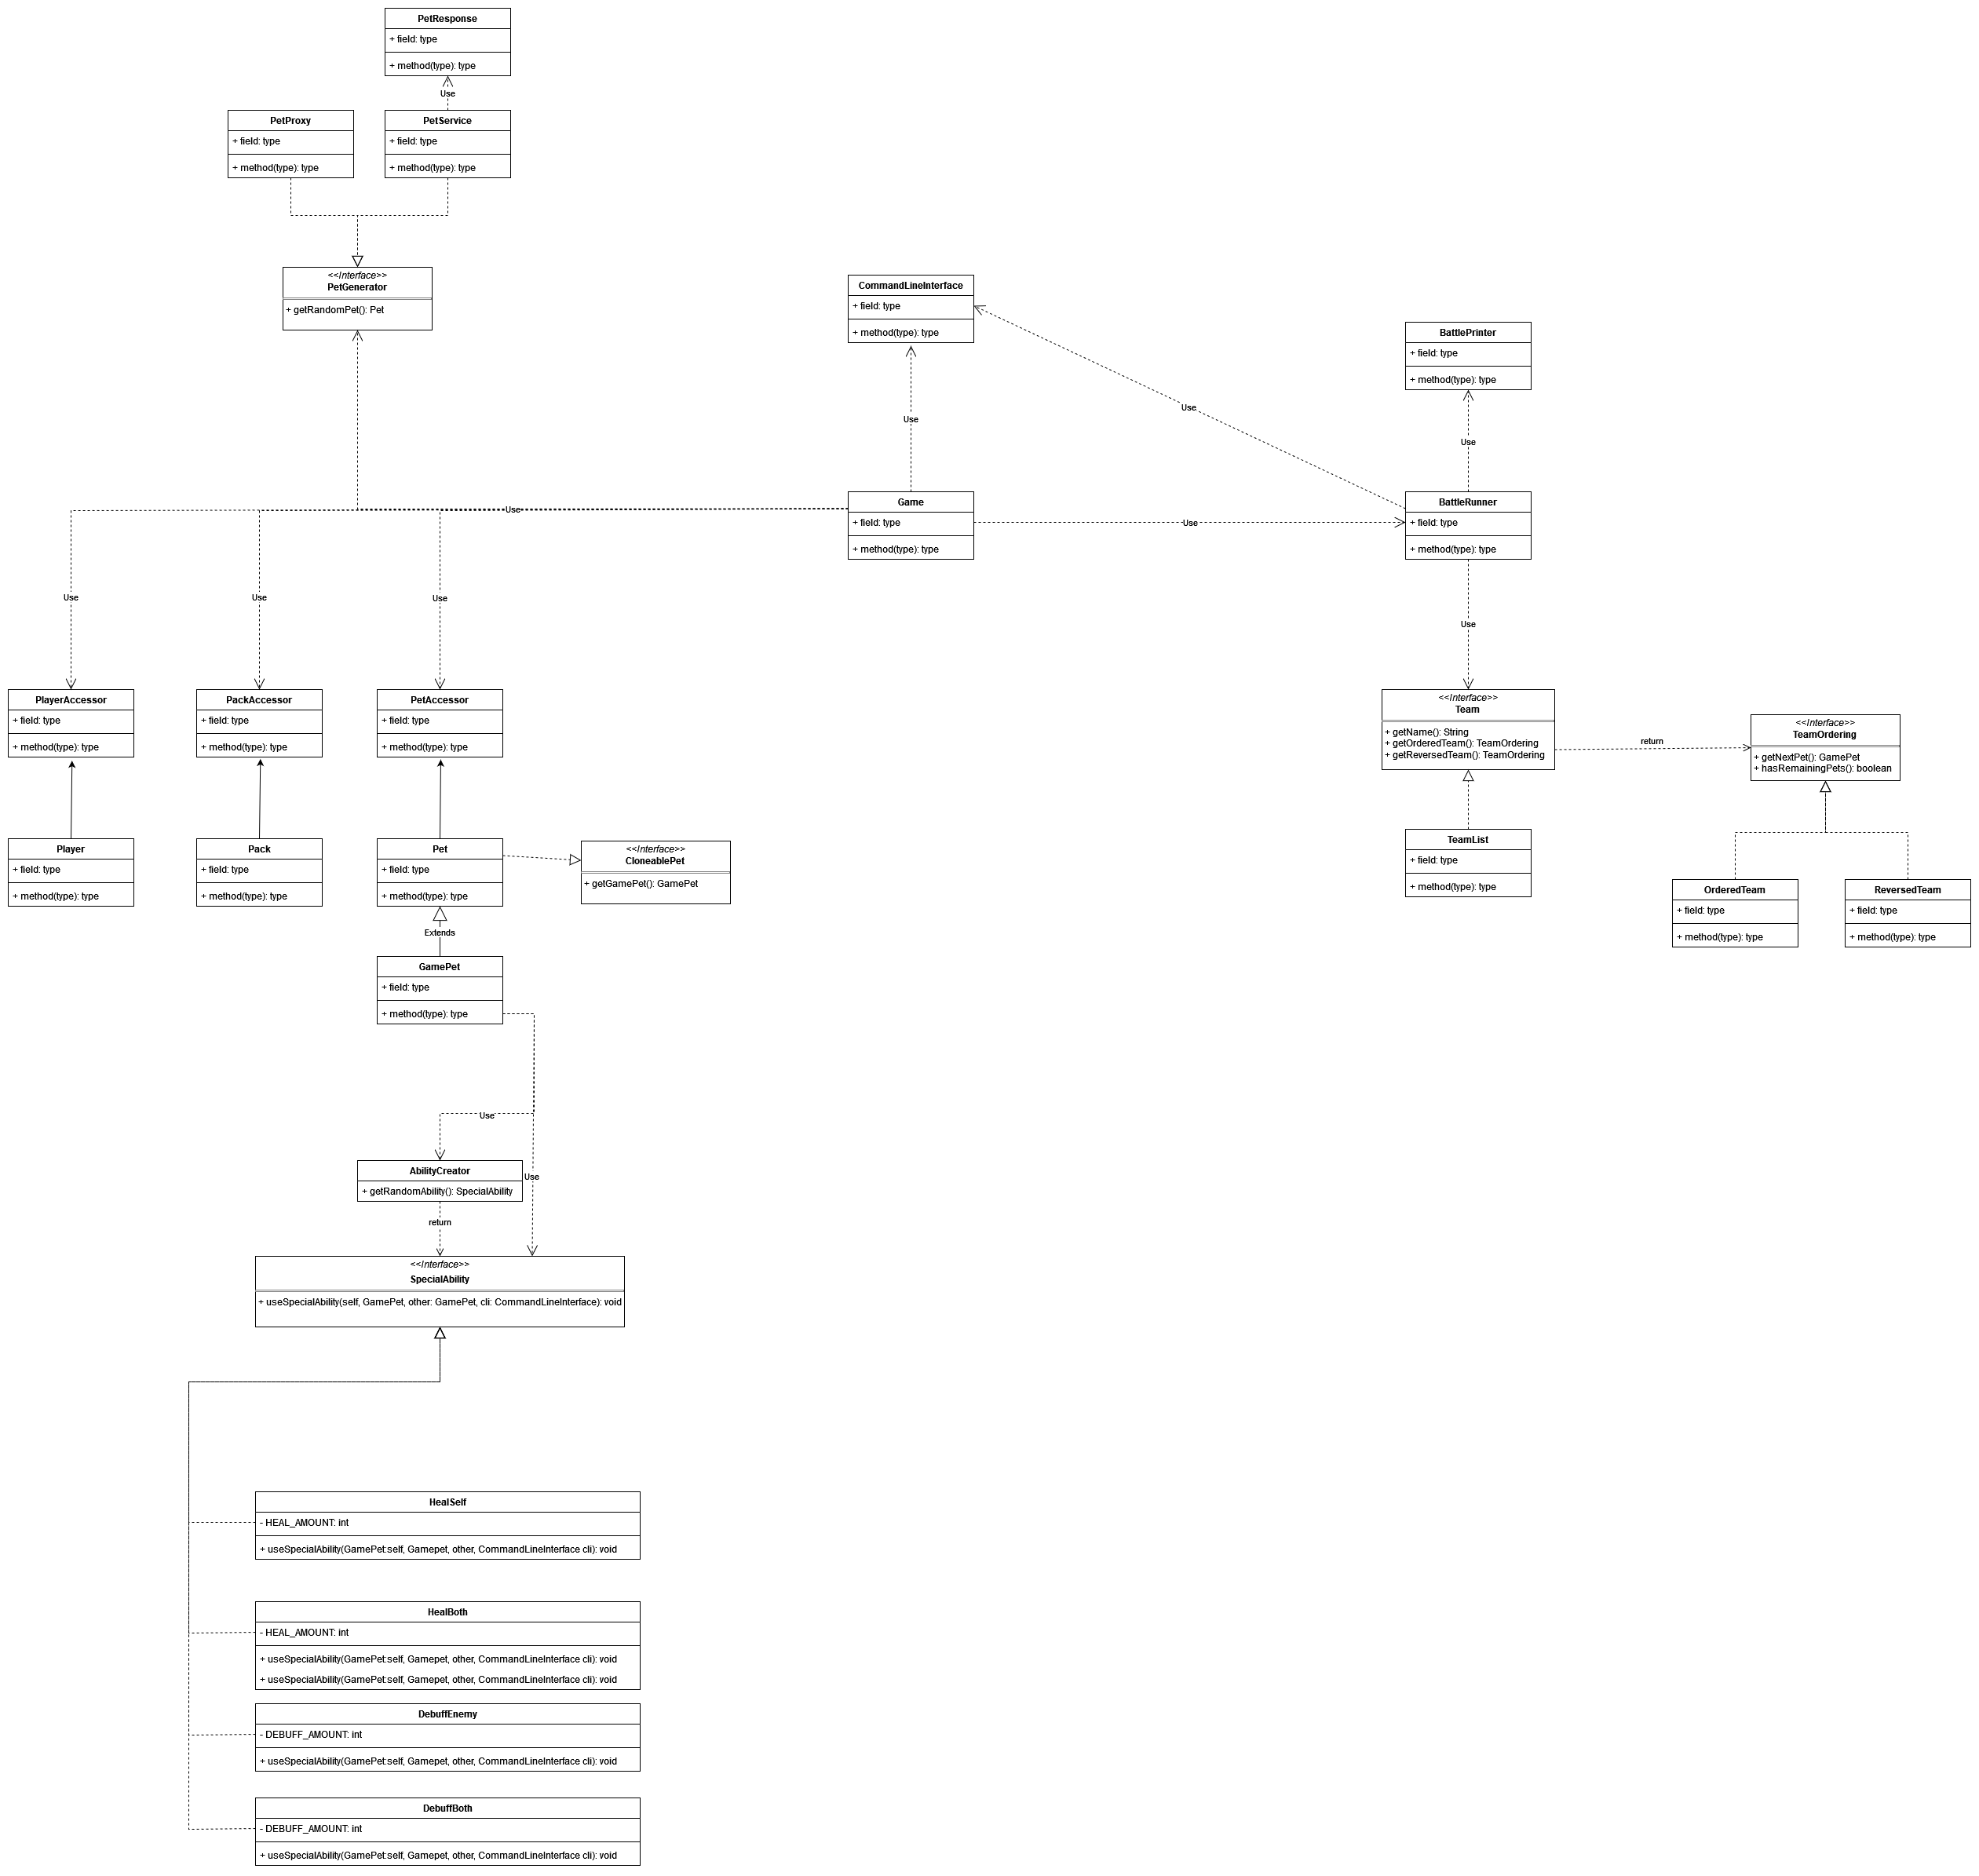 PetResponse
+ field: type
+ method(type): type
Use
PetProxy
+ field: type
+ method(type): type
PetService
+ field: type
+ method(type): type
<<Interface>>
PetGenerator
+ getRandomPet(): Pet
CommandLineInterface
+ field: type
+ method(type): type
BattlePrinter
+ field: type
+ method(type): type
Use
Use
Use
Game
+ field: type
+ method(type): type
Use
BattleRunner
+ field: type
+ method(type): type
Use
Use
Use
Use
Use
PlayerAccessor
+ field: type
+ method(type): type
PackAccessor
+ field: type
+ method(type): type
PetAccessor
+ field: type
+ method(type): type
<<Interface>>
Team
+ getName(): String
+ getOrderedTeam(): TeamOrdering
+ getReversedTeam(): TeamOrdering
return
<<Interface>>
TeamOrdering
+ getNextPet(): GamePet
+ hasRemainingPets(): boolean
Player
+ field: type
+ method(type): type
Pack
+ field: type
+ method(type): type
Pet
+ field: type
+ method(type): type
<<Interface>>
CloneablePet
+ getGamePet(): GamePet
TeamList
+ field: type
+ method(type): type
OrderedTeam
+ field: type
+ method(type): type
ReversedTeam
+ field: type
+ method(type): type
Extends
GamePet
+ field: type
+ method(type): type
Use
AbilityCreator
+ getRandomAbility(): SpecialAbility
Use
return
<<Interface>>
SpecialAbility
+ useSpecialAbility(self, GamePet, other: GamePet, cli: CommandLineInterface): void
HealSelf
- HEAL_AMOUNT: int
+ useSpecialAbility(GamePet:self, Gamepet, other, CommandLineInterface cli): void
HealBoth
- HEAL_AMOUNT: int
+ useSpecialAbility(GamePet:self, Gamepet, other, CommandLineInterface cli): void
+ useSpecialAbility(GamePet:self, Gamepet, other, CommandLineInterface cli): void
DebuffEnemy
- DEBUFF_AMOUNT: int
+ useSpecialAbility(GamePet:self, Gamepet, other, CommandLineInterface cli): void
DebuffBoth
- DEBUFF_AMOUNT: int
+ useSpecialAbility(GamePet:self, Gamepet, other, CommandLineInterface cli): void